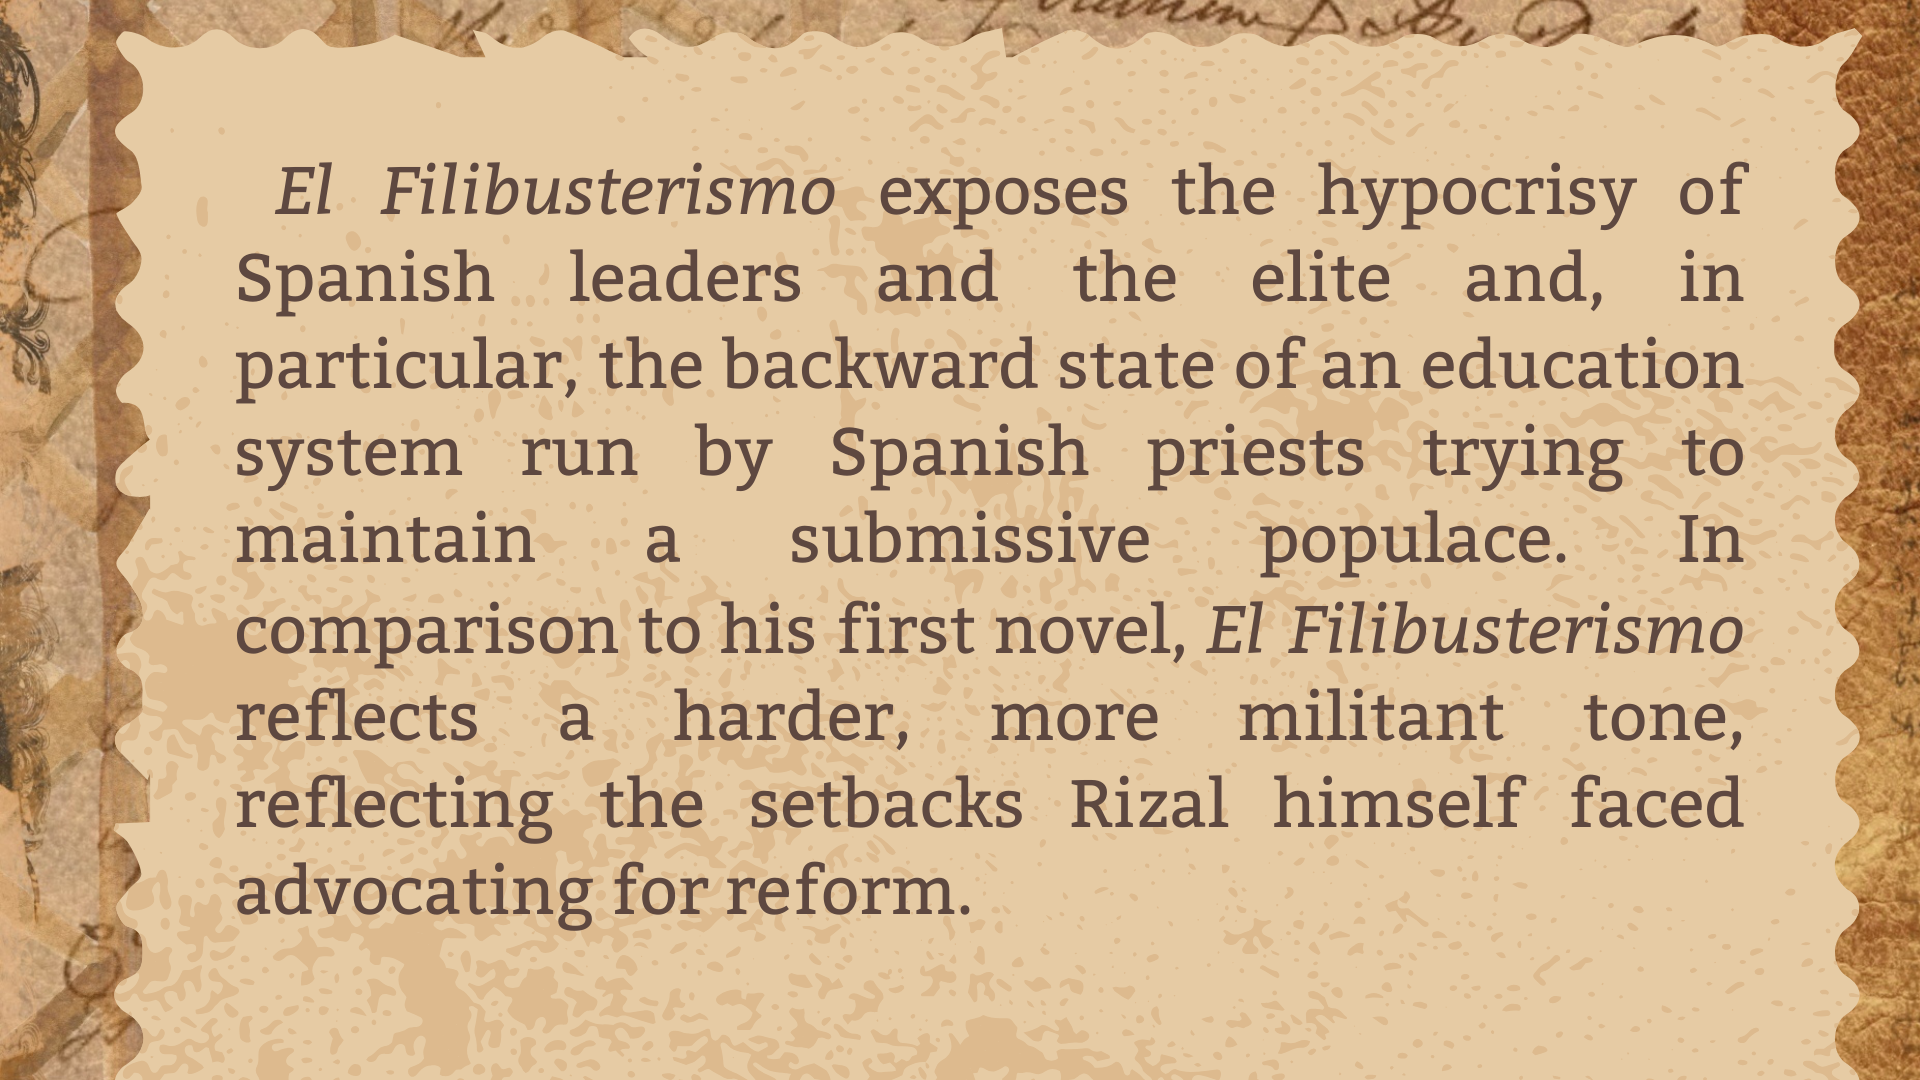 El Filibusterismo exposes the hypocrisy of
Spanish leaders and the elite and, in
particular, the backward state of an education
system run by Spanish priests trying to
maintain a submissive populace. In
comparison to his first novel, El Filibusterismo
reflects a harder, more militant tone,
reflecting the setbacks Rizal himself faced
advocating for reform.